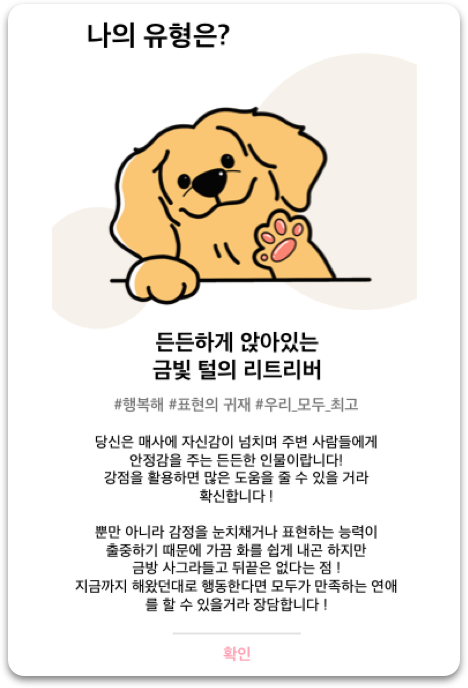 나의 유형은?
든든하게 앉아있는
금빛 털의 리트리버
#행복해 #표현의 귀재 #우리_모두_최고
당신은 매사에 자신감이 넘치며 주변 사람들에게
안정감을 주는 든든한 인물이랍니다!
강점을 활용하면 많은 도움을 줄 수 있을 거라
확신합니다 !
뿐만 아니라 감정을 눈치채거나 표현하는 능력이
출중하기 때문에 가끔 화를 쉽게 내곤 하지만
금방 사그라들고 뒤끝은 없다는 점 !
지금까지 해왔던대로 행동한다면 모두가 만족하는 연애
를 할 수 있을거라 장담합니다 !
확인